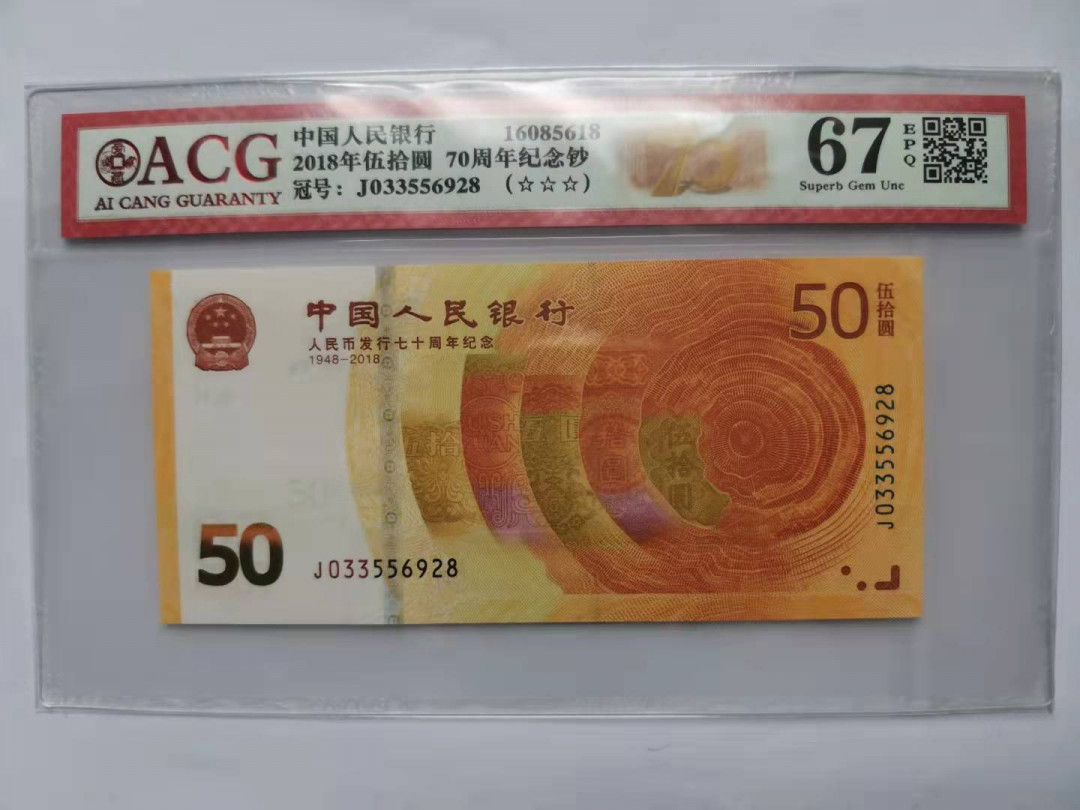 ACG
AI CANG GUARANTY
中国人民银行 16085618
2018年伍拾圆 70周年纪念钞
冠号：J033556928 (☆☆☆)
67
EPQ
Superb Gem Unc
中国人民银行
人民币发行七十周年纪念
1948-2018
50
伍拾圆
J033556928
伍拾圆
50
J033556928